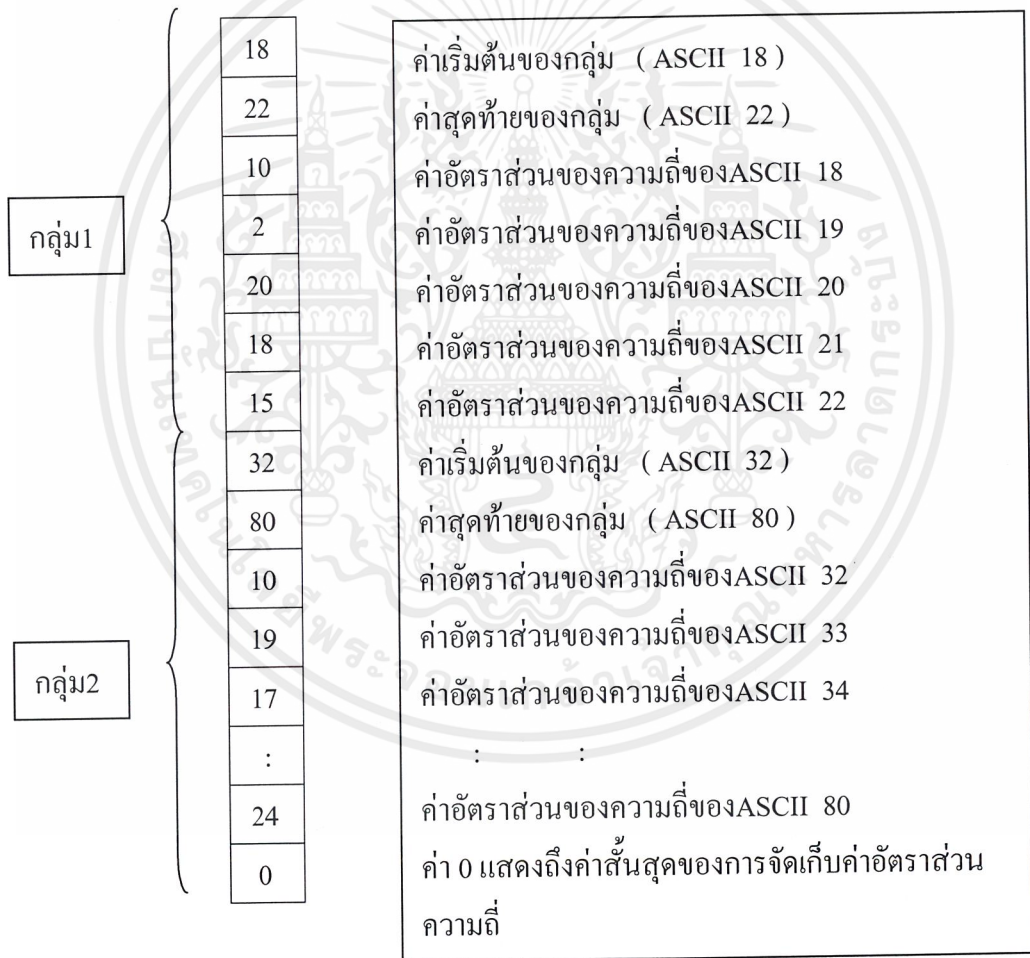 18 ค่าเริ่มต้นของกลุ่ม ( ASCII 18 )
22 ค่าสุดท้ายของกลุ่ม ( ASCII 22 )
10 ค่าอัตราส่วนของความถี่ของASCII 18
กลุ่ม1 2 ค่าอัตราส่วนของความถี่ของASCII 19
20 ค่าอัตราส่วนของความถี่ของASCII 20
18 ค่าอัตราส่วนของความถี่ของASCII 21
15 ค่าอัตราส่วนของความถี่ของASCII 22
32 ค่าเริ่มต้นของกลุ่ม ( ASCII 32 )
80 ค่าสุดท้ายของกลุ่ม ( ASCII 80 )
10 ค่าอัตราส่วนของความถี่ของASCII 32
19 ค่าอัตราส่วนของความถี่ของASCII 33
กลุ่ม2 17 ค่าอัตราส่วนของความถี่ของASCII 34
: : :
24 ค่าอัตราส่วนของความถี่ของASCII 80
0 ค่า 0 แสดงถึงค่าสิ้นสุดของการจัดเก็บค่าอัตราส่วน
ความถี่